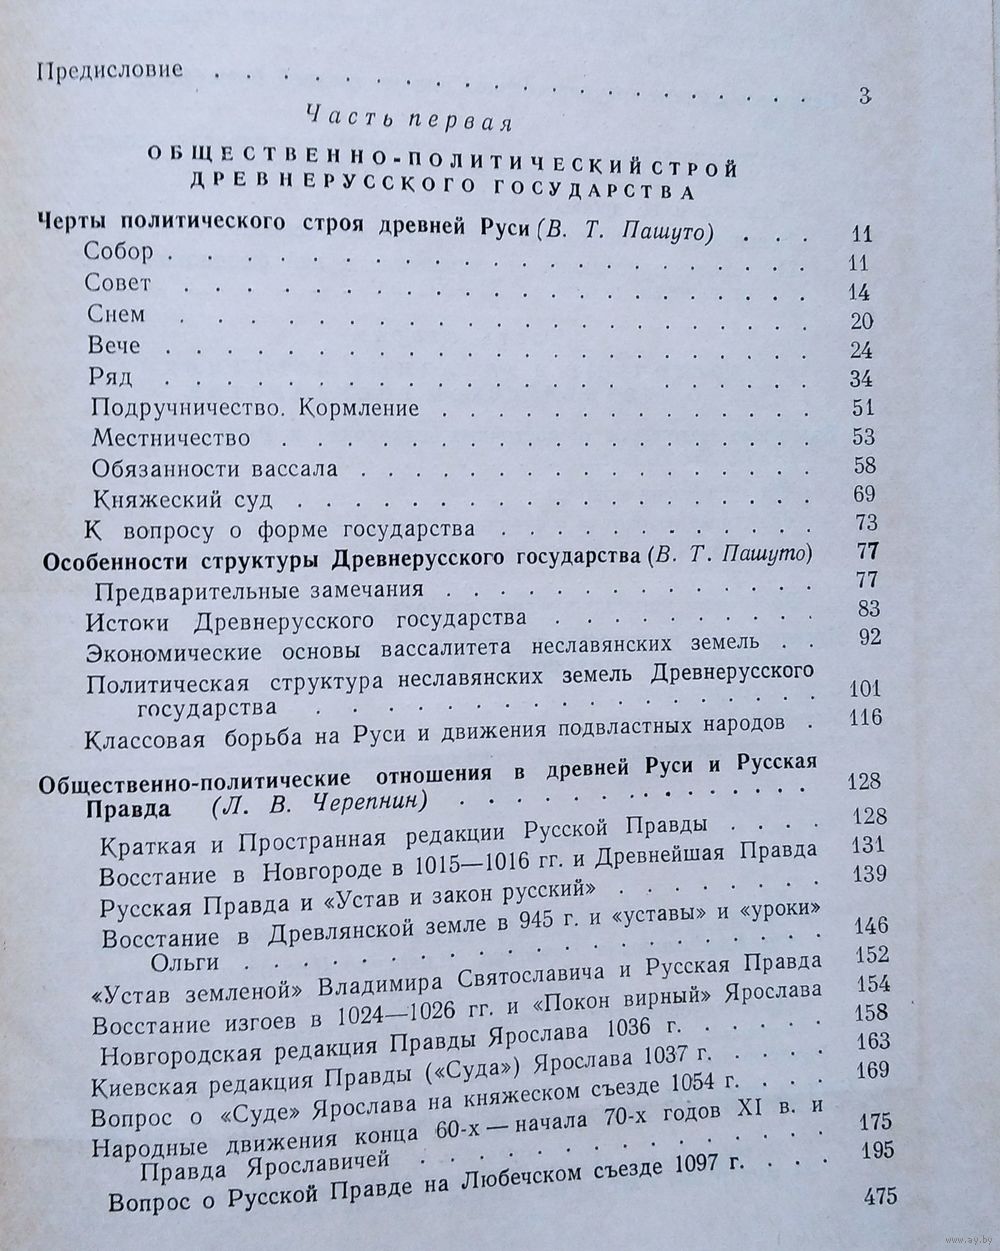 Предисловие . . . . . . . . . . . . . . . . . . . . 3
Часть первая
ОБЩЕСТВЕННО-ПОЛИТИЧЕСКИЙ СТРОЙ
ДРЕВНЕРУССКОГО ГОСУДАРСТВА
Черты политического строя древней Руси (В. Т. Пашуто) . . . 11
Собор . . . . . . . . . . . . . . . . . . . . 11
Совет . . . . . . . . . . . . . . . . . . . . 14
Снем . . . . . . . . . . . . . . . . . . . . 20
Вече . . . . . . . . . . . . . . . . . . . . 24
Ряд . . . . . . . . . . . . . . . . . . . . 34
Подручничество. Кормление . . . . . . . . . . . . 51
Местничество . . . . . . . . . . . . . . . . 53
Обязанности вассала . . . . . . . . . . . . . . 58
Княжеский суд . . . . . . . . . . . . . . . . 69
К вопросу о форме государства . . . . . . . . . . 73
Особенности структуры Древнерусского государства (В. Т. Пашуто) 77
Предварительные замечания . . . . . . . . . . . . 77
Истоки Древнерусского государства . . . . . . . . . 83
Экономические основы вассалитета неславянских земель . . 92
Политическая структура неславянских земель Древнерусского
государства . . . . . . . . . . . . . . . . 101
Классовая борьба на Руси и движения подвластных народов . 116
Общественно-политические отношения в древней Руси и Русская
Правда (Л. В. Черепнин) . . . . . . . . . . . . . 128
Краткая и Пространная редакции Русской Правды . . . . 128
Восстание в Новгороде в 1015—1016 гг. и Древнейшая Правда 131
Русская Правда и «Устав и закон русский» . . . . . . . 139
Восстание в Древлянской земле в 945 г. и «уставы» и «уроки»
Ольги . . . . . . . . . . . . . . . . . . 146
«Устав земленой» Владимира Святославича и Русская Правда 152
Восстание изгоев в 1024—1026 гг. и «Покон вирный» Ярослава 154
Новгородская редакция Правды Ярослава 1036 г. . . . . . 158
Киевская редакция Правды («Суда») Ярослава 1037 г. . . . . 163
Вопрос о «Суде» Ярослава на княжеском съезде 1054 г. . . . 169
Народные движения конца 60-х — начала 70-х годов XI в. и
Правда Ярославичей . . . . . . . . . . . . . 175
Вопрос о Русской Правде на Любечском съезде 1097 г. . . . 195
475
www.ay.by